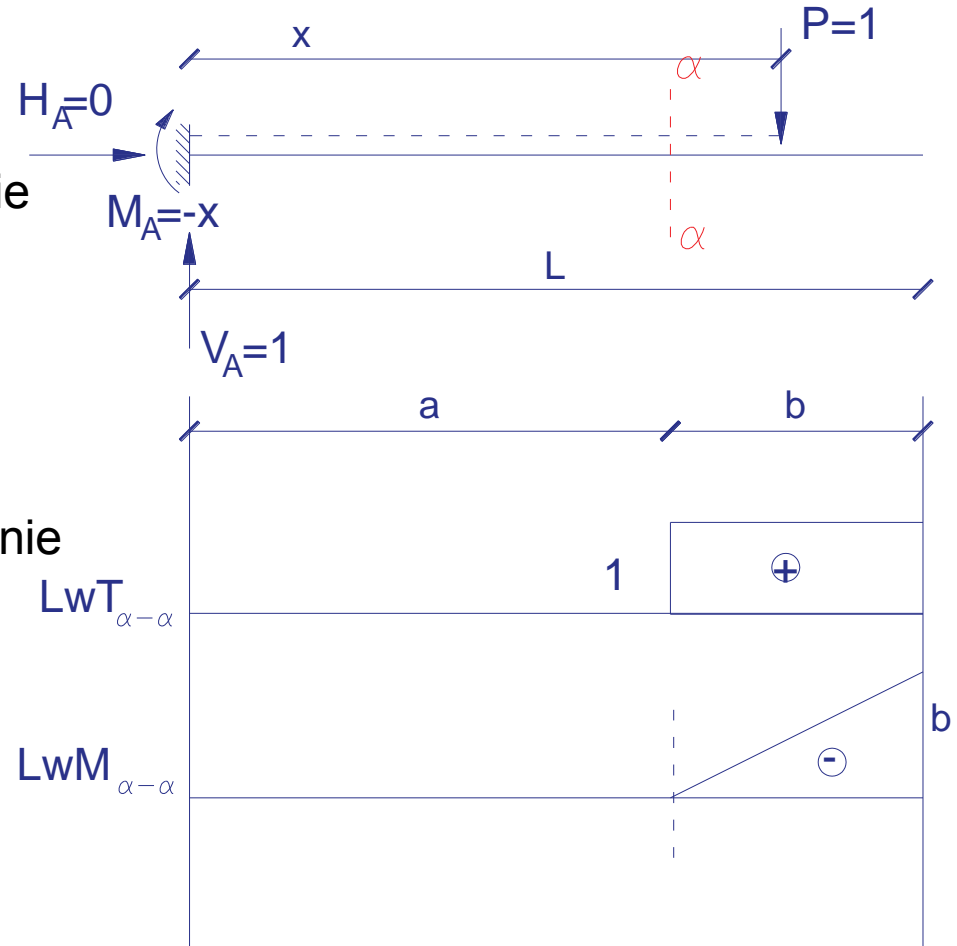 P=1
x
α
H_A=0
ie
M_A=-x
α
L
V_A=1
a
b
nie
1
+
LwT_α-α
b
LwM_α-α
-